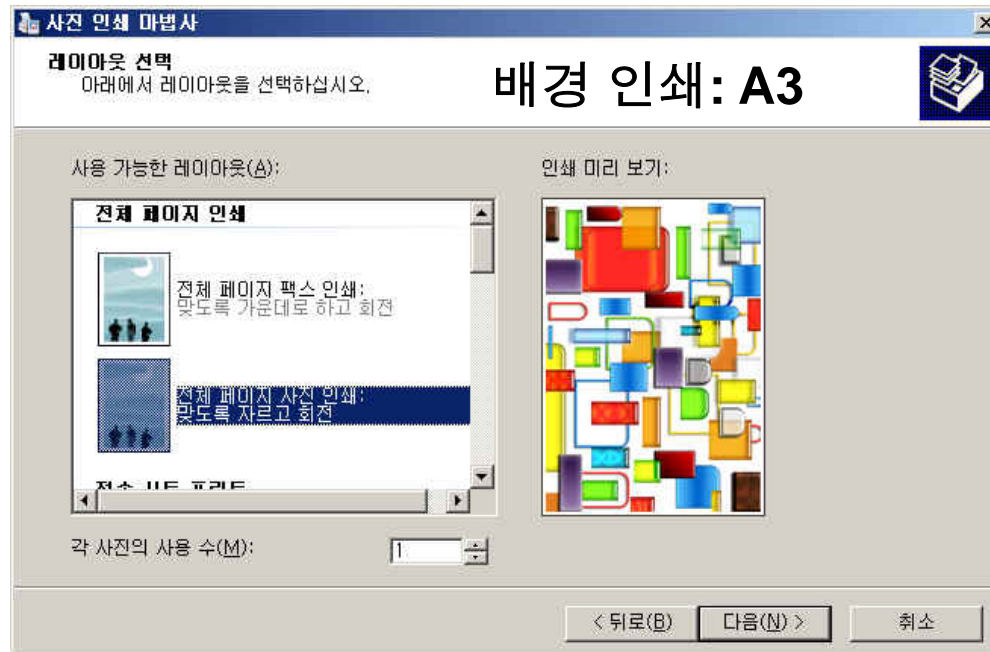 사진 인쇄 마법사
레이아웃 선택
아래에서 레이아웃을 선택하십시오.
배경 인쇄: A3
사용 가능한 레이아웃(A):
인쇄 미리 보기:
전체 페이지 인쇄
전체 페이지 팩스 인쇄:
맞도록 가운데로 하고 회전
전체 페이지 사진 인쇄:
맞도록 자르고 회전
각 사진의 사용 수(M):
1
< 뒤로(B)
다음(N) >
취소